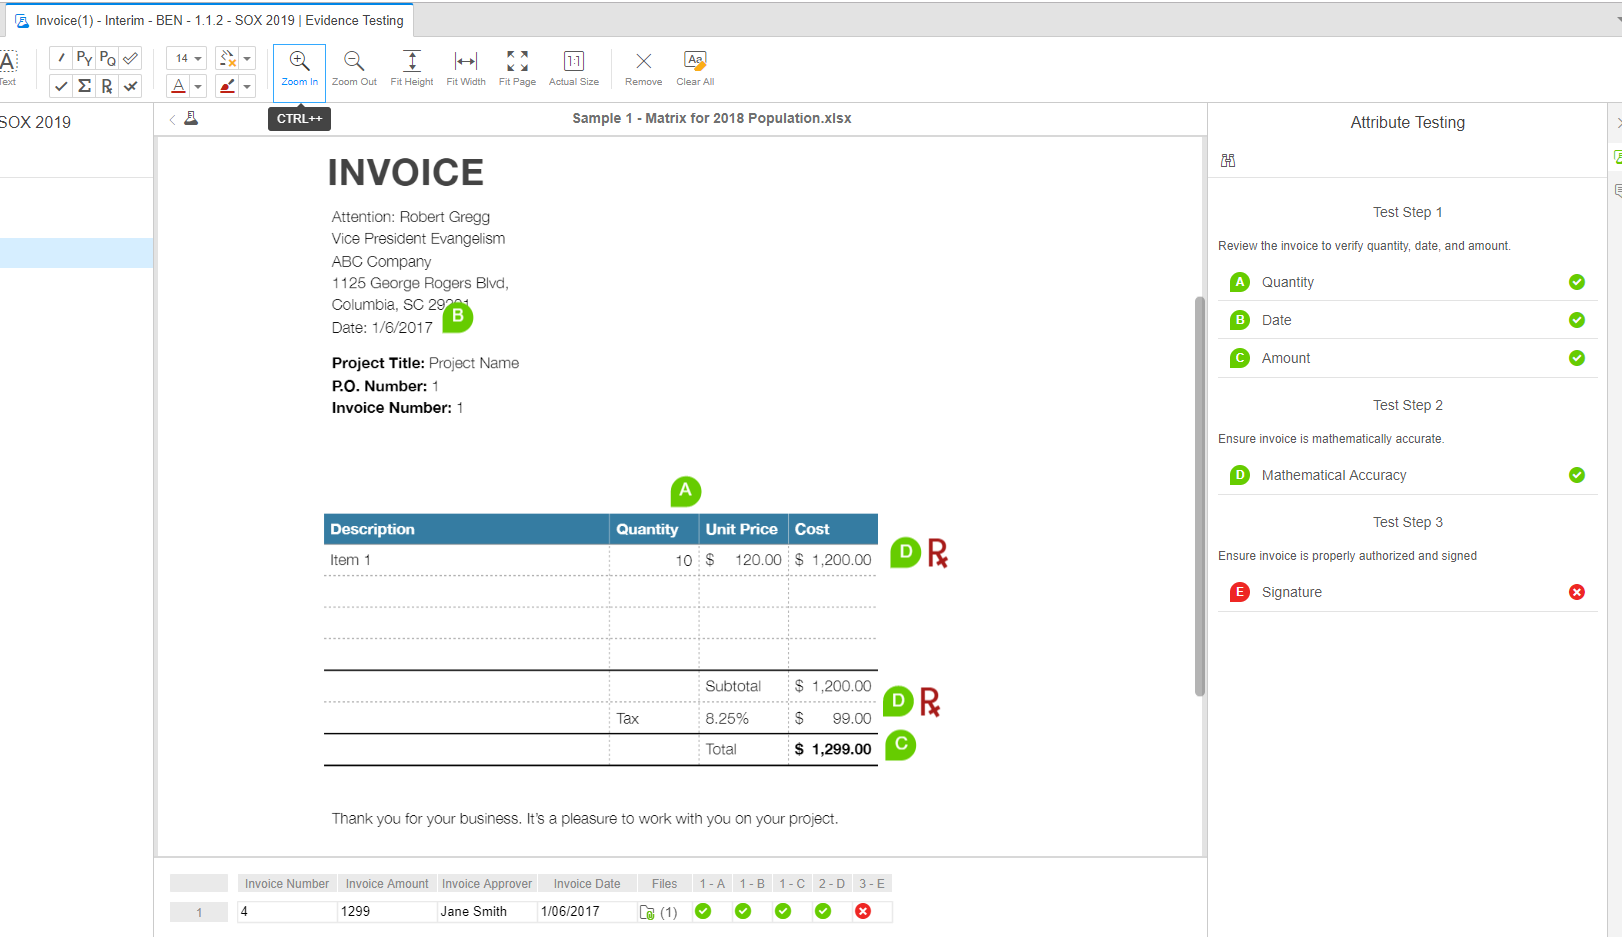 Invoice(1) - Interim - BEN - 1.1.2 - SOX 2019 | Evidence Testing
A PY PQ 14
Text Σ A Zoom In Zoom Out Fit Height Fit Width Fit Page 1:1 Actual Size Remove Aa Clear All
CTRL++
SOX 2019
Sample 1 - Matrix for 2018 Population.xlsx
INVOICE
Attention: Robert Gregg
Vice President Evangelism
ABC Company
1125 George Rogers Blvd,
Columbia, SC 29201
Date: 1/6/2017 B
Project Title: Project Name
P.O. Number: 1
Invoice Number: 1
A
Description Quantity Unit Price Cost
Item 1 10 $ 120.00 $ 1,200.00 D R
Subtotal $ 1,200.00 D R
Tax 8.25% $ 99.00
Total $ 1,299.00 C
Thank you for your business. It's a pleasure to work with you on your project.
Invoice Number Invoice Amount Invoice Approver Invoice Date Files 1 - A 1 - B 1 - C 2 - D 3 - E
1 4 1299 Jane Smith 1/06/2017 (1)
Attribute Testing
Test Step 1
Review the invoice to verify quantity, date, and amount.
A Quantity
B Date
C Amount
Test Step 2
Ensure invoice is mathematically accurate.
D Mathematical Accuracy
Test Step 3
Ensure invoice is properly authorized and signed
E Signature